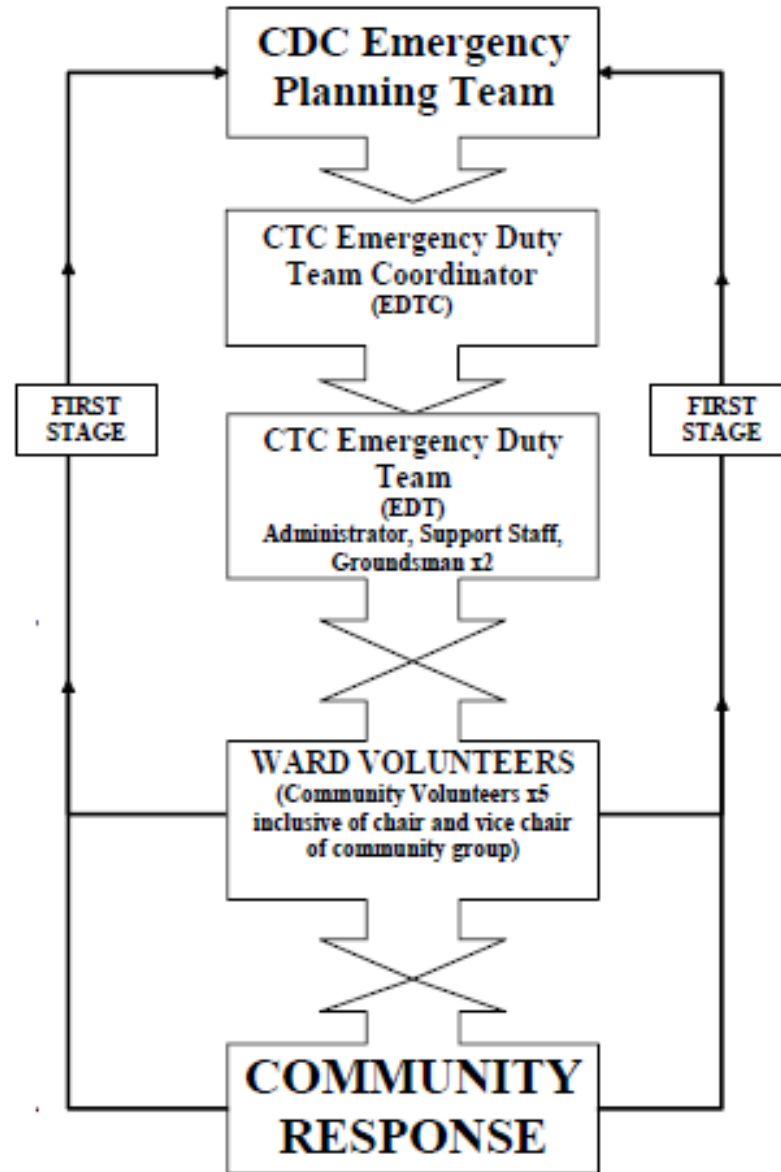 CDC Emergency
Planning Team
CTC Emergency Duty
Team Coordinator
(EDTC)
FIRST
STAGE
FIRST
STAGE
CTC Emergency Duty
Team
(EDT)
Administrator, Support Staff,
Groundsman x2
WARD VOLUNTEERS
(Community Volunteers x5
inclusive of chair and vice chair
of community group)
COMMUNITY
RESPONSE